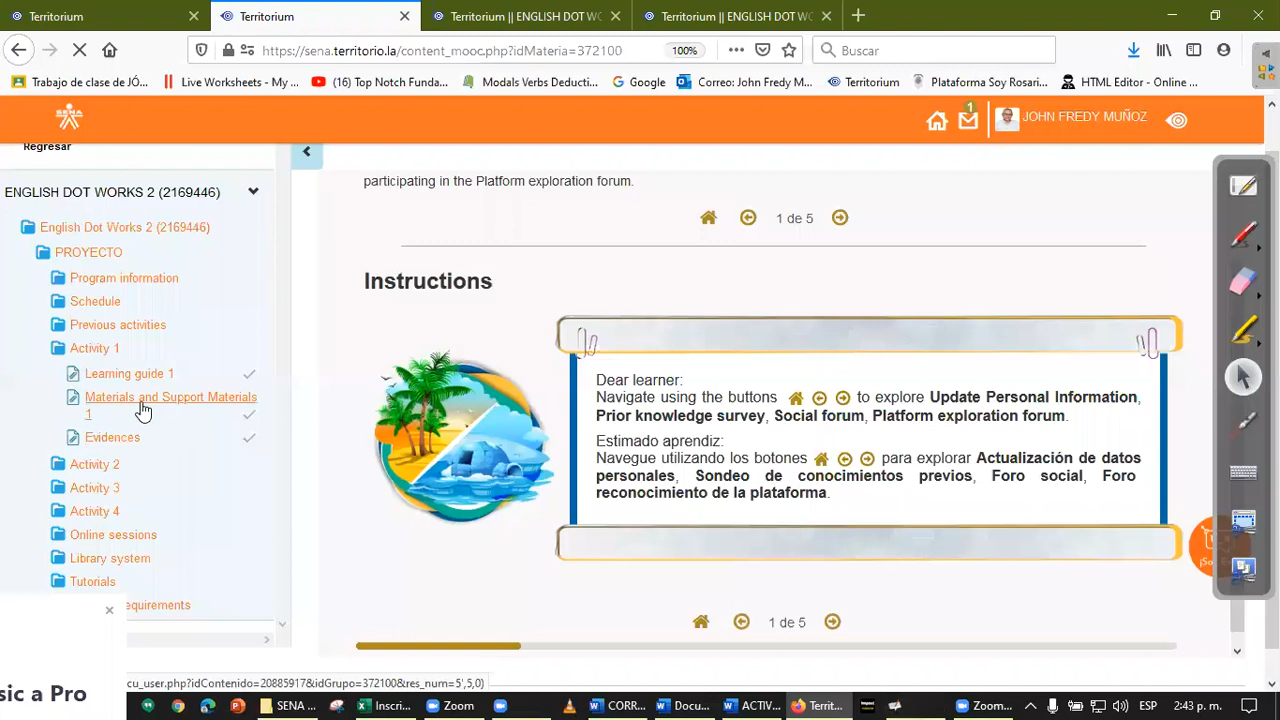 Territorium
Territorium
Territorium || ENGLISH DOT WO
Territorium || ENGLISH DOT WO
https://sena.territorio.la/content_mooc.php?idMateria=372100
100%
Buscar
Trabajo de clase de JÓ...
Live Worksheets - My ...
(16) Top Notch Funda...
Modals Verbs Deducti...
Google
Correo: John Fredy M...
Territorium
Plataforma Soy Rosari...
HTML Editor - Online ...
SENA
1
JOHN FREDY MUÑOZ
Regresar
participating in the Platform exploration forum.
ENGLISH DOT WORKS 2 (2169446)
1 de 5
English Dot Works 2 (2169446)
PROYECTO
Program information
Schedule
Previous activities
Activity 1
Learning guide 1
Materials and Support Materials
1
Evidences
Activity 2
Activity 3
Activity 4
Online sessions
Library system
Tutorials
equirements
Instructions
Dear learner:
Navigate using the buttons to explore Update Personal Information,
Prior knowledge survey, Social forum, Platform exploration forum.
Estimado aprendiz:
Navegue utilizando los botones para explorar Actualización de datos
personales, Sondeo de conocimientos previos, Foro social, Foro
reconocimiento de la plataforma.
1 de 5
sic a Pro
cu_user.php?idContenido=20885917&idGrupo=372100&res_num=5',5,0)
SENA ...
Inscri...
Zoom
CORR...
Docu...
ACTIV...
Territ...
Zoom...
ESP
2:43 p. m.